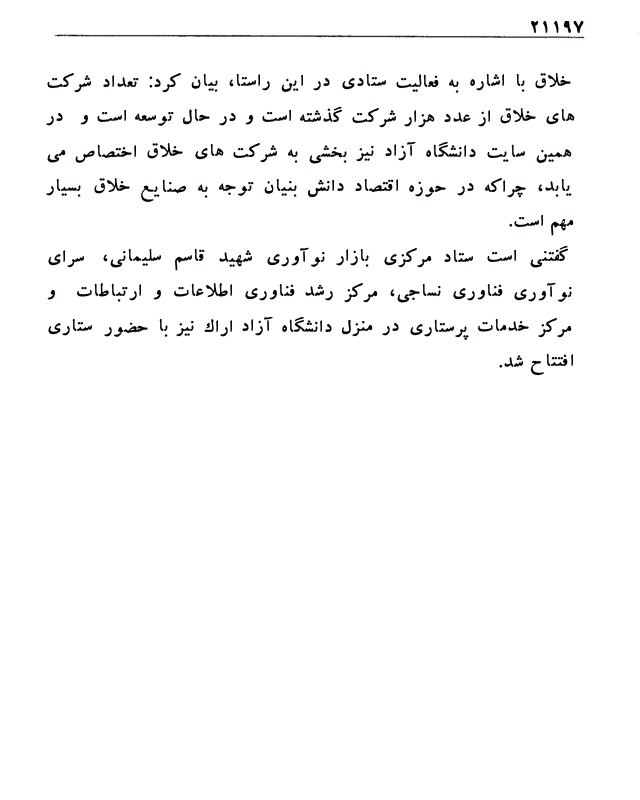 ۲۱۱۹۷
خلاق با اشاره به فعالیت ستادی در این راستا، بیان کرد: تعداد شرکت
های خلاق از عدد هزار شرکت گذشته است و در حال توسعه است و در
همین سایت دانشگاه آزاد نیز بخشی به شرکت های خلاق اختصاص می
یابد، چراکه در حوزه اقتصاد دانش بنیان توجه به صنایع خلاق بسیار
مهم است.
گفتنی است ستاد مرکزی بازار نوآوری شهید قاسم سلیمانی، سرای
نوآوری فناوری نساجی، مرکز رشد فناوری اطلاعات و ارتباطات و
مرکز خدمات پرستاری در منزل دانشگاه آزاد اراك نیز با حضور ستاری
افتتاح شد.